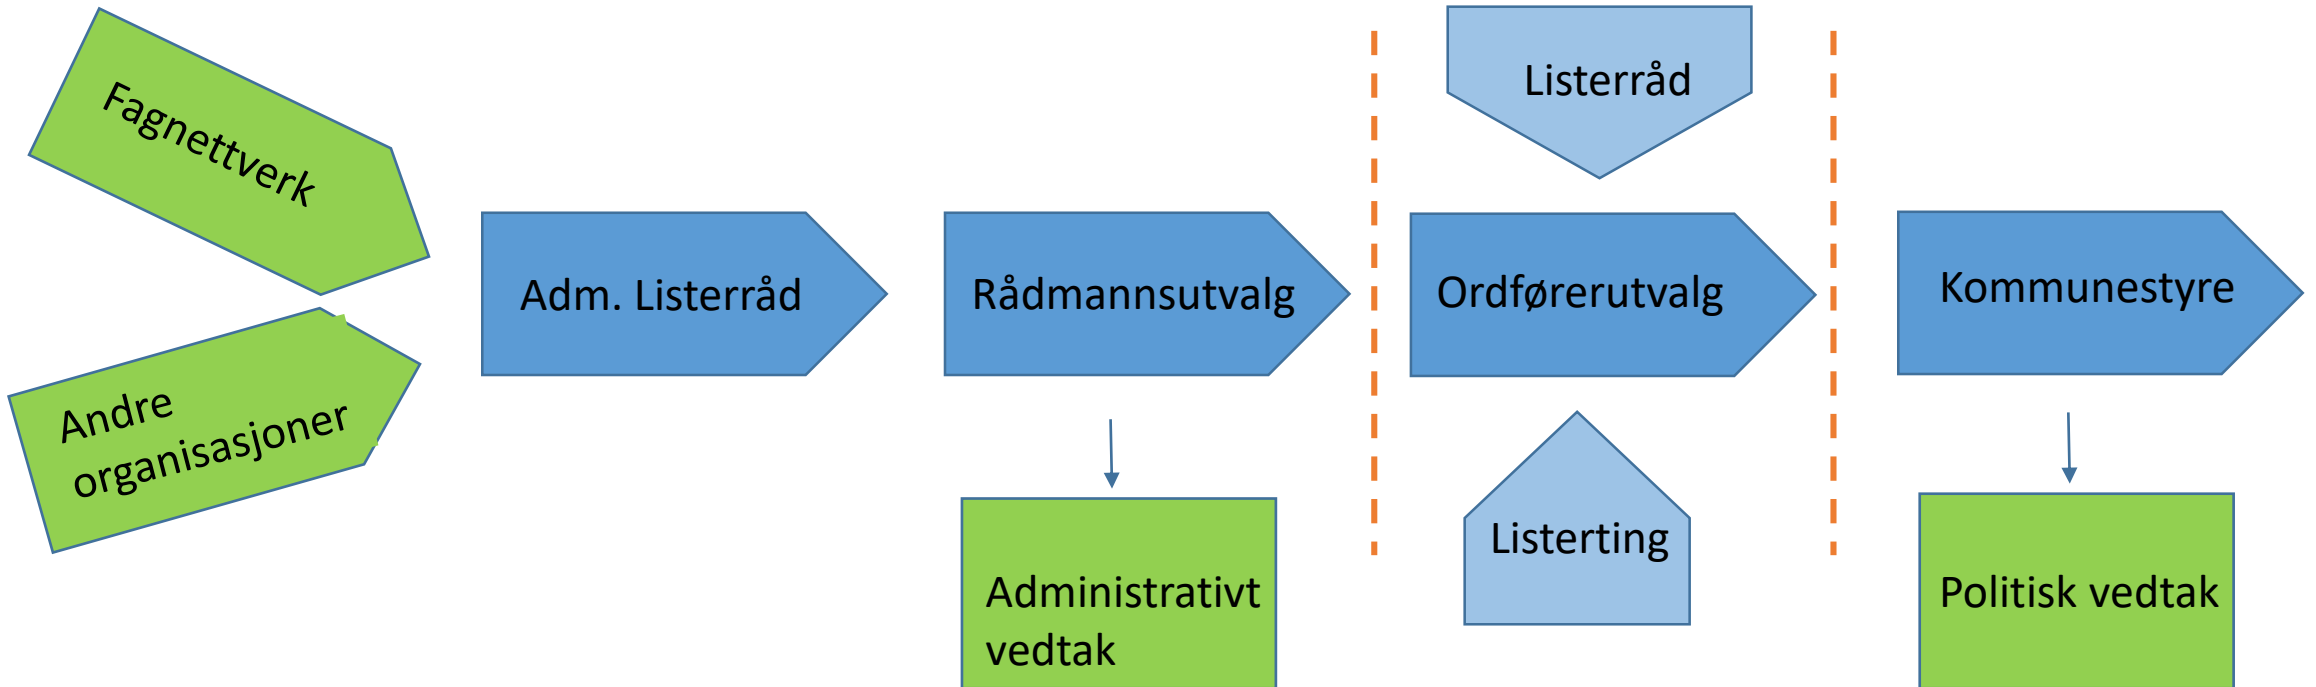 Fagnettverk
Andre
organisasjoner
Adm. Listerråd
Rådmannsutvalg
Administrativt
vedtak
Listerråd
Ordførerutvalg
Listerting
Kommunestyre
Politisk vedtak